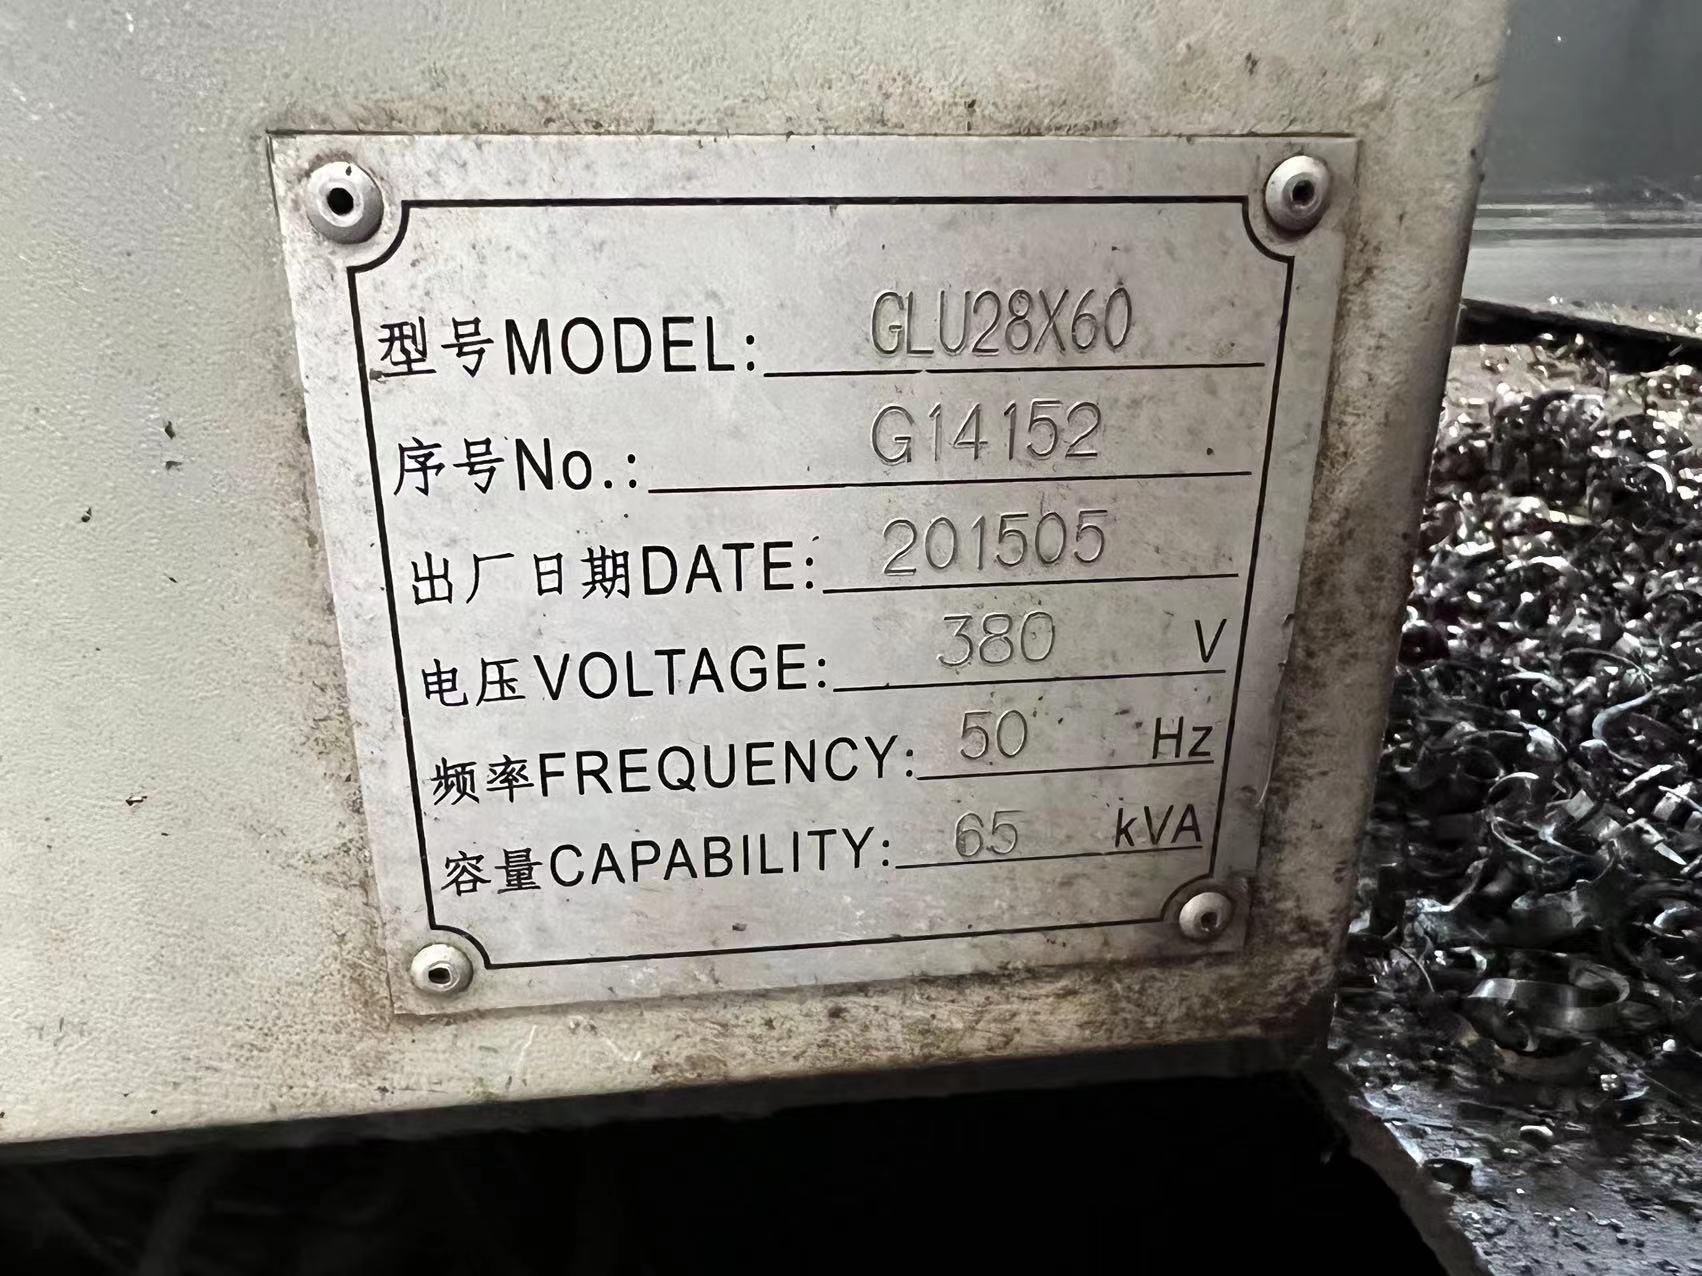 型号MODEL: GLU28X60
序号No.: G14152
出厂日期DATE: 201505
电压VOLTAGE: 380 V
频率FREQUENCY: 50 Hz
容量CAPABILITY: 65 kVA